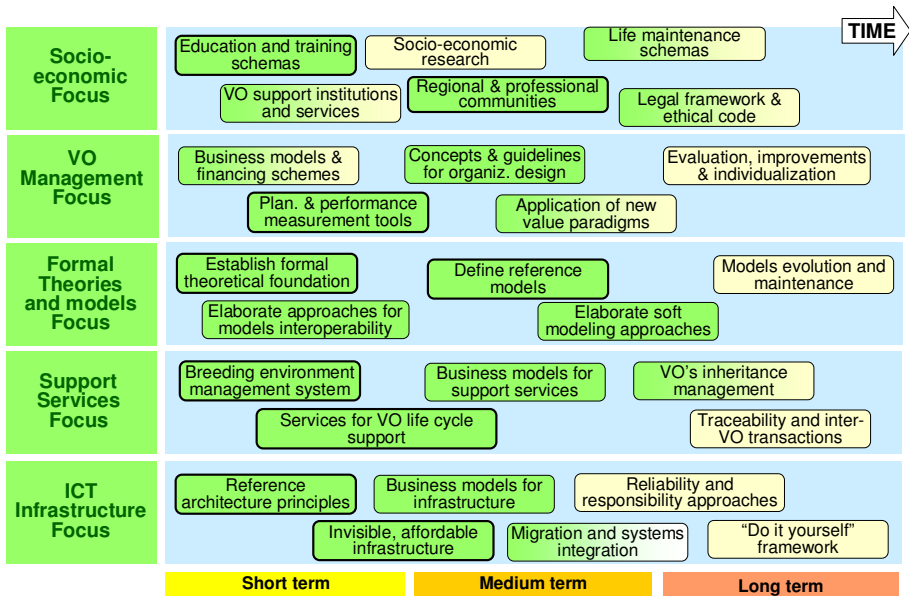 TIME
Socio-
economic
Focus
Education and training
schemas
Socio-economic
research
Life maintenance
schemas
VO support institutions
and services
Regional & professional
communities
Legal framework &
ethical code
VO
Management
Focus
Business models &
financing schemes
Concepts & guidelines
for organiz. design
Evaluation, improvements
& individualization
Plan. & performance
measurement tools
Application of new
value paradigms
Formal
Theories
and models
Focus
Establish formal
theoretical foundation
Define reference
models
Models evolution and
maintenance
Elaborate approaches for
models interoperability
Elaborate soft
modeling approaches
Support
Services
Focus
Breeding environment
management system
Business models for
support services
VO's inheritance
management
Services for VO life cycle
support
Traceability and inter-
VO transactions
ICT
Infrastructure
Focus
Reference
architecture principles
Business models for
infrastructure
Reliability and
responsibility approaches
Invisible, affordable
infrastructure
Migration and systems
integration
“Do it yourself”
framework
Short term
Medium term
Long term